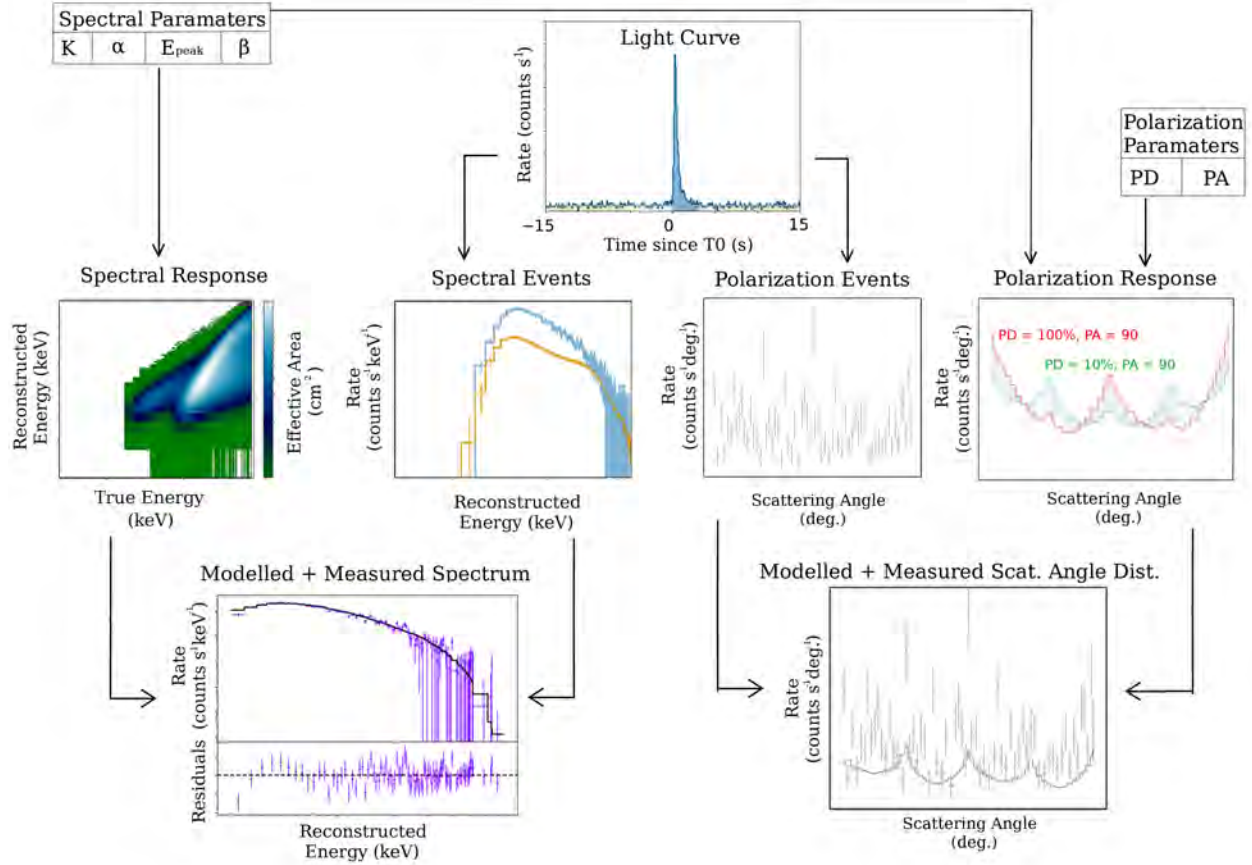 Spectral Paramaters
K α Epeak β
Light Curve
Rate (counts s⁻¹)
−15 0 15
Time since T0 (s)
Polarization
Paramaters
PD PA
Spectral Response
Reconstructed
Energy (keV)
Effective Area
(cm⁻²)
True Energy
(keV)
Spectral Events
Rate
(counts s⁻¹keV⁻¹)
Reconstructed
Energy (keV)
Polarization Events
Rate
(counts s⁻¹deg⁻¹.)
Scattering Angle
(deg.)
Polarization Response
PD = 100%, PA = 90
PD = 10%, PA = 90
Rate
(counts s⁻¹deg⁻¹.)
Scattering Angle
(deg.)
Modelled + Measured Spectrum
Rate
(counts s⁻¹keV⁻¹)
Residuals
Reconstructed
Energy (keV)
Modelled + Measured Scat. Angle Dist.
Rate
(counts s⁻¹deg⁻¹.)
Scattering Angle
(deg.)